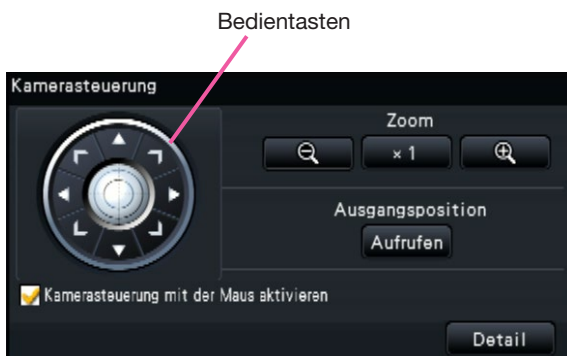 Bedientasten
Kamerasteuerung
Zoom
× 1
Ausgangsposition
Aufrufen
Kamerasteuerung mit der Maus aktivieren
Detail